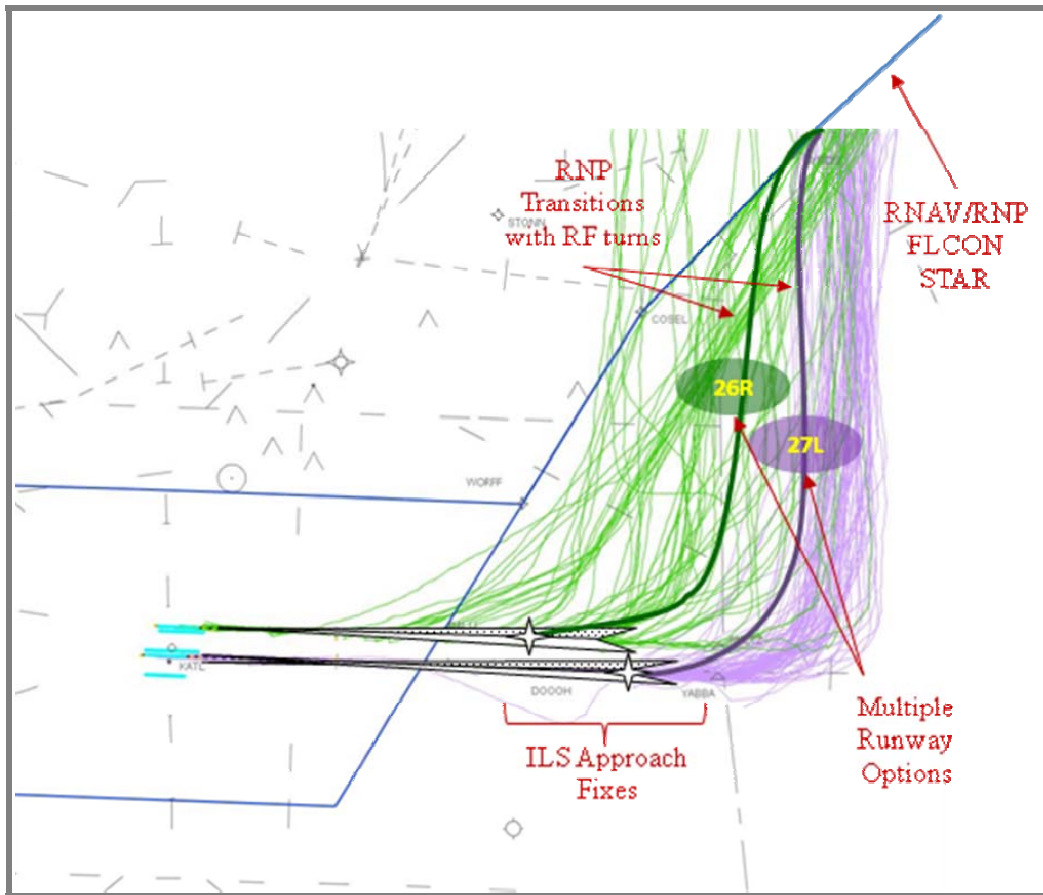 RNP
Transitions
with RF turns
STONN
RNAV/RNP
FLCON
STAR
COSEL
26R
27L
WORFF
KATL
DOOOH
YABBA
ILS Approach
Fixes
Multiple
Runway
Options